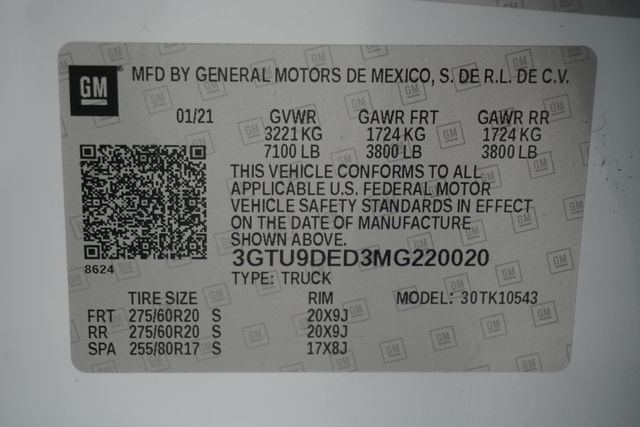 GM MFD BY GENERAL MOTORS DE MEXICO, S. DE R.L. DE C.V.
01/21 GVWR GAWR FRT GAWR RR
3221 KG 1724 KG 1724 KG
7100 LB 3800 LB 3800 LB
THIS VEHICLE CONFORMS TO ALL
APPLICABLE U.S. FEDERAL MOTOR
VEHICLE SAFETY STANDARDS IN EFFECT
ON THE DATE OF MANUFACTURE
SHOWN ABOVE.
8624
3GTU9DED3MG220020
TYPE: TRUCK
TIRE SIZE RIM MODEL: 30TK10543
FRT 275/60R20 S 20X9J
RR 275/60R20 S 20X9J
SPA 255/80R17 S 17X8J